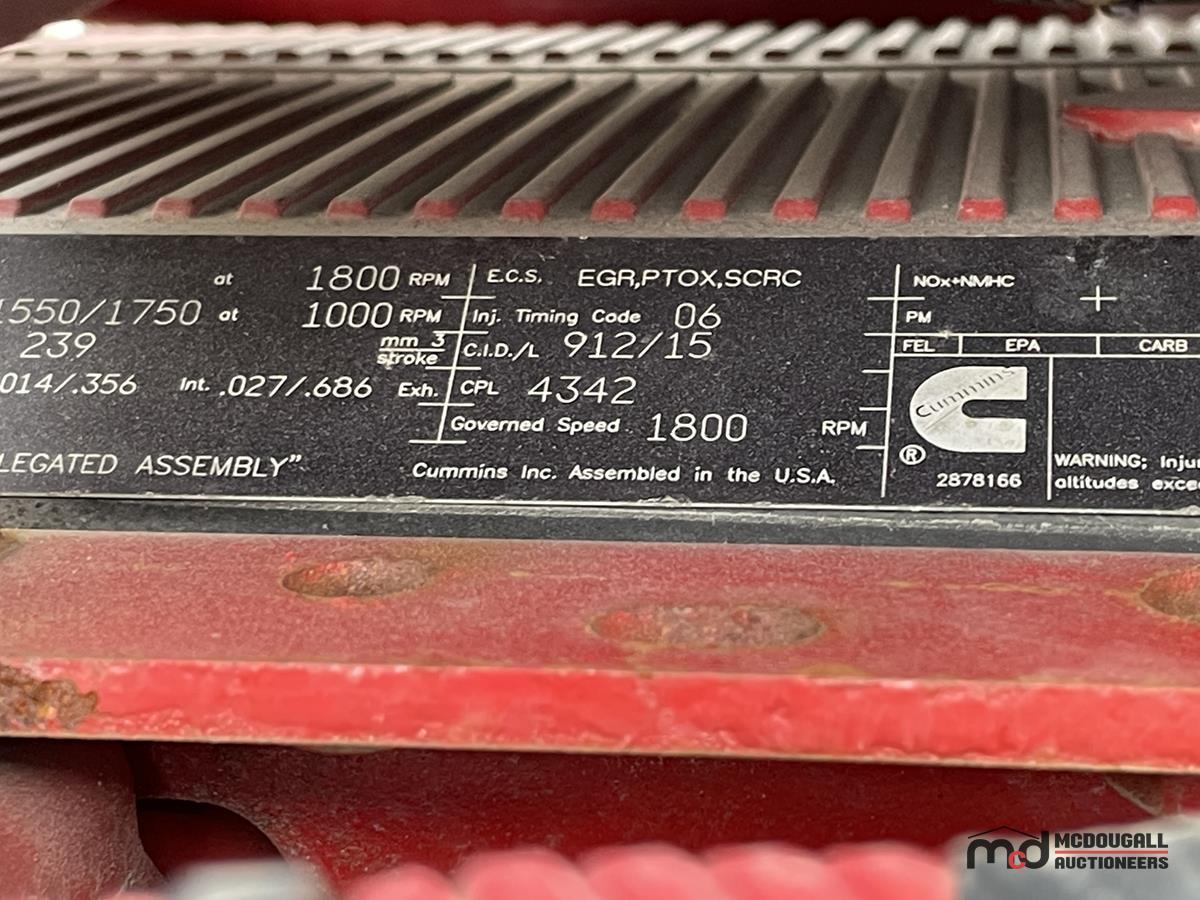 at 1800 RPM E.C.S. EGR,PTOX,SCRC NOx+NMHC
1550/1750 at 1000 RPM Inj. Timing Code 06 PM
239 mm 3 stroke C.I.D./L 912/15 FEL EPA CARB
014/.356 Int. .027/.686 Exh. CPL 4342 Cummins
Governed Speed 1800 RPM ®
LEGATED ASSEMBLY" Cummins Inc. Assembled in the U.S.A. 2878166 WARNING; Inju
altitudes excee
mcd MCDOUGALL
AUCTIONEERS